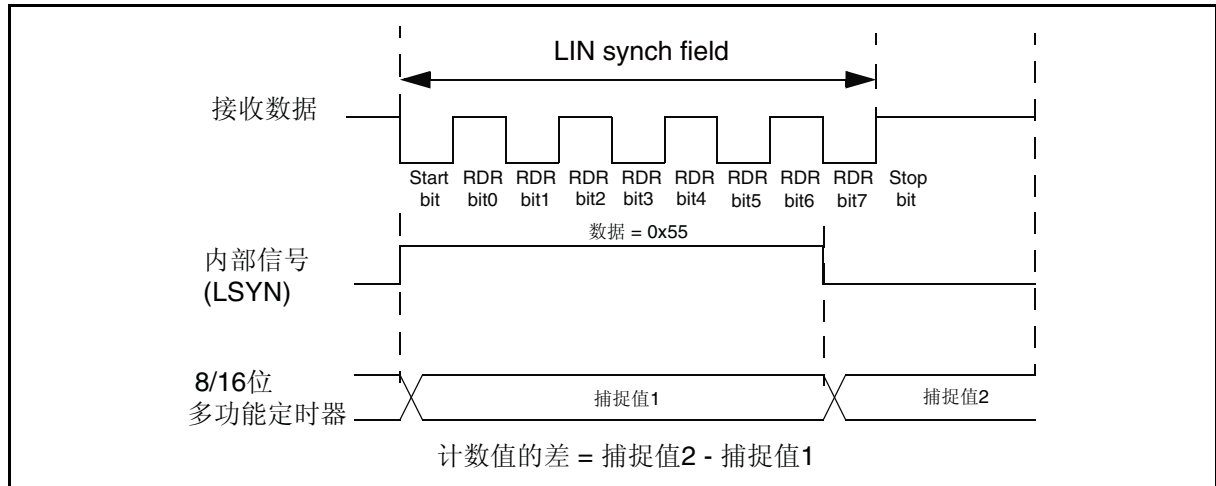 LIN synch field
接收数据
Start bit
RDR bit0
RDR bit1
RDR bit2
RDR bit3
RDR bit4
RDR bit5
RDR bit6
RDR bit7
Stop bit
数据 = 0x55
内部信号
(LSYN)
8/16位
多功能定时器
捕捉值1
捕捉值2
计数值的差 = 捕捉值2 - 捕捉值1